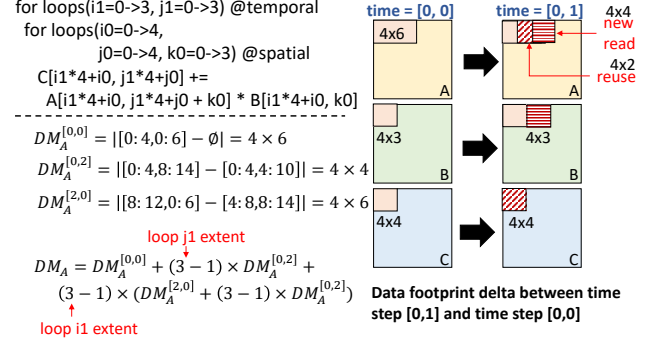 for loops(i1=0->3, j1=0->3) @temporal
for loops(i0=0->4,
j0=0->4, k0=0->3) @spatial
C[i1*4+i0, j1*4+j0] +=
A[i1*4+i0, j1*4+j0 + k0] * B[i1*4+i0, k0]
DM_A^{[0,0]} = |[0: 4,0: 6] − ∅| = 4 × 6
DM_A^{[0,2]} = |[0: 4,8: 14] − [0: 4,4: 10]| = 4 × 4
DM_A^{[2,0]} = |[8: 12,0: 6] − [4: 8,8: 14]| = 4 × 6
loop j1 extent
DM_A = DM_A^{[0,0]} + (3 − 1) × DM_A^{[0,2]} +
(3 − 1) × (DM_A^{[2,0]} + (3 − 1) × DM_A^{[0,2]})
loop i1 extent
time = [0, 0]
time = [0, 1]
4x4
new
read
4x2
reuse
4x6
A
A
4x3
B
4x3
B
4x4
C
4x4
C
Data footprint delta between time
step [0,1] and time step [0,0]